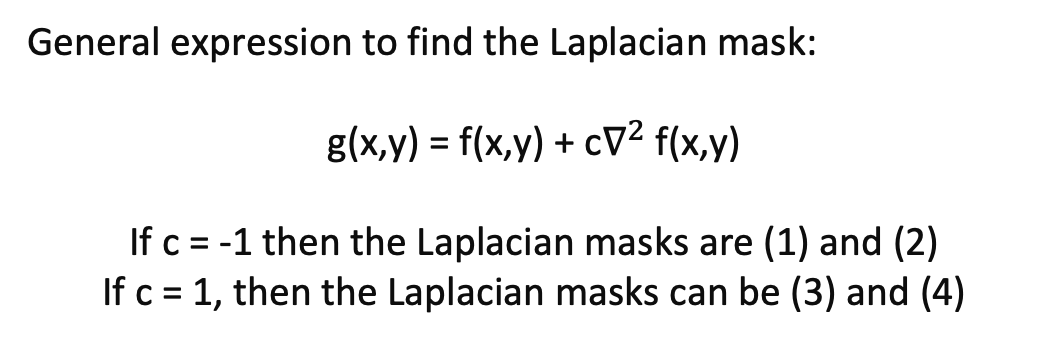 General expression to find the Laplacian mask:
g(x,y) = f(x,y) + c∇² f(x,y)
If c = -1 then the Laplacian masks are (1) and (2)
If c = 1, then the Laplacian masks can be (3) and (4)